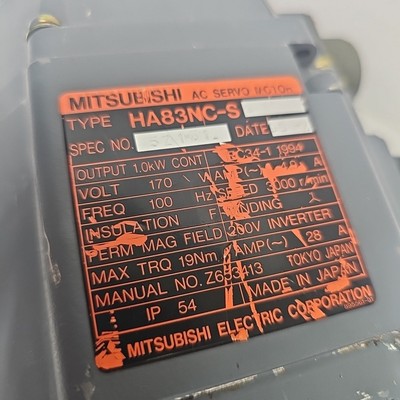 MITSUBISHI AC SERVO MOTOR
TYPE HA83NC-S
SPEC NO. DATE
OUTPUT 1.0kW CONT IEC34-1 1994
VOLT 170 V AMP(~) A
FREQ 100 Hz SPEED 3000 r/min
INSULATION F
PERM MAG FIELD 200V INVERTER
MAX TRQ 19Nm AMP(~) 28 A
MANUAL NO. TOKYO JAPAN
IP 54 MADE IN JAPAN
MITSUBISHI ELECTRIC CORPORATION